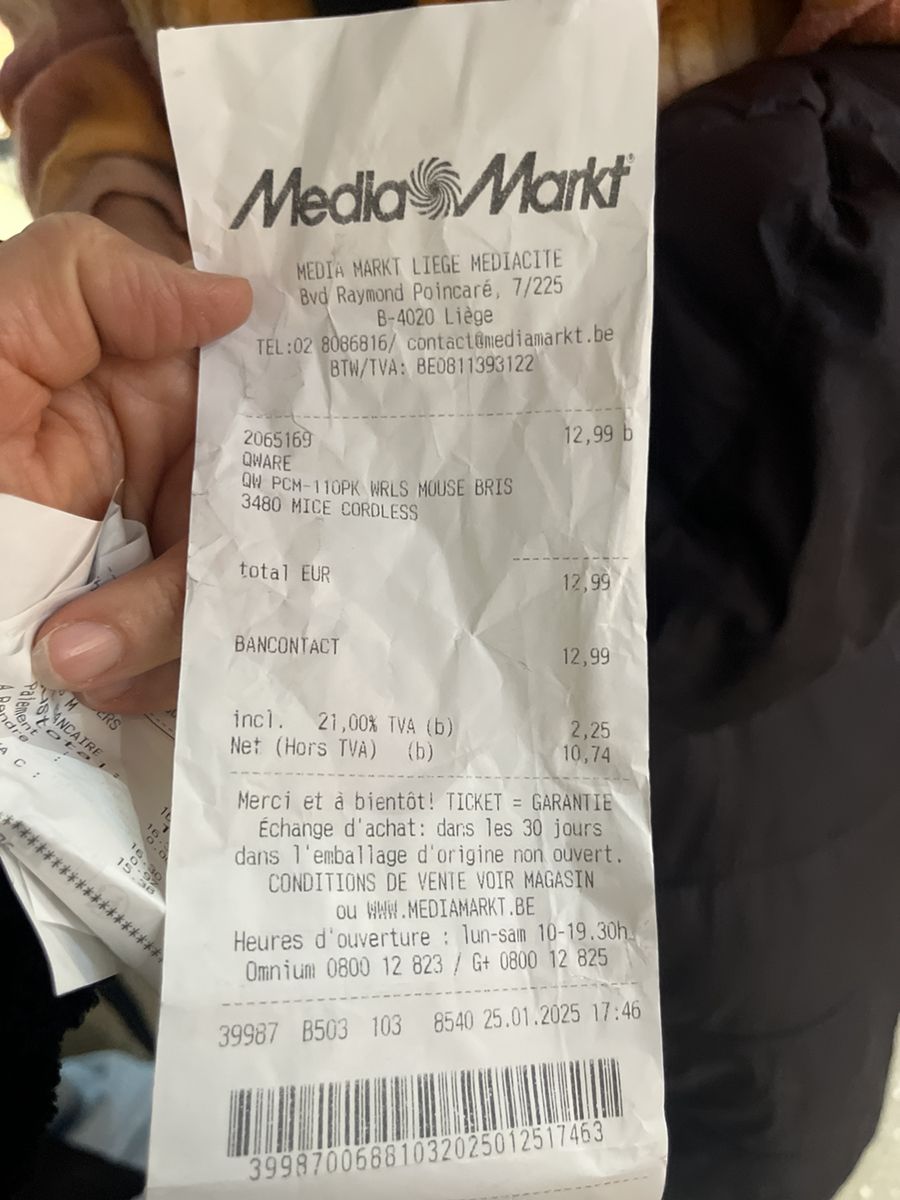 Media Markt
MEDIA MARKT LIEGE MEDIACITE
Bvd Raymond Poincaré, 7/225
B-4020 Liège
TEL:02 8086816/ contact@mediamarkt.be
BTW/TVA: BE0811393122
2065169 12,99 b
QWARE
QW PCM-110PK WRLS MOUSE BRIS
3480 MICE CORDLESS
total EUR 12,99
BANCONTACT 12,99
incl. 21,00% TVA (b) 2,25
Net (Hors TVA) (b) 10,74
Merci et à bientôt! TICKET = GARANTIE
Échange d'achat: dans les 30 jours
dans l'emballage d'origine non ouvert.
CONDITIONS DE VENTE VOIR MAGASIN
ou WWW.MEDIAMARKT.BE
Heures d'ouverture : lun-sam 10-19.30h.
Omnium 0800 12 823 / G+ 0800 12 825
39987 B503 103 8540 25.01.2025 17:46
3998700688103202501251746​3